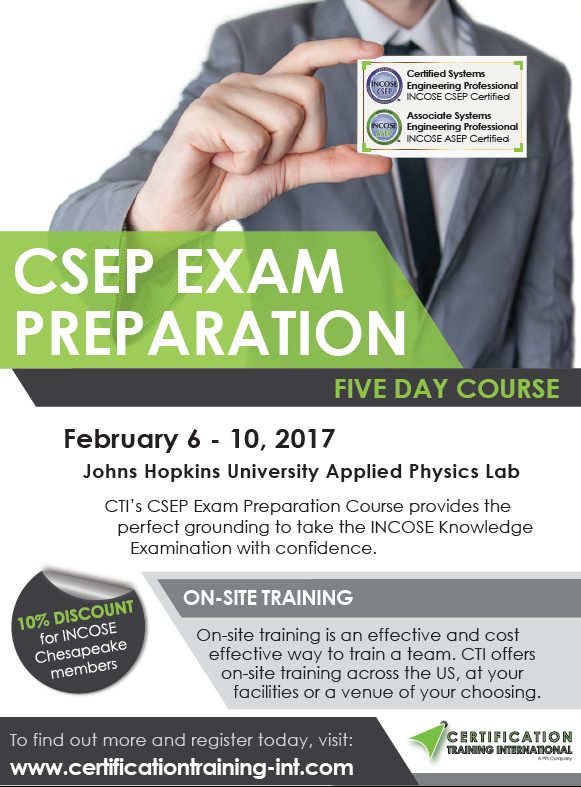 INCOSE
CSEP
Certified Systems
Engineering Professional
INCOSE CSEP Certified
INCOSE
ASEP
Associate Systems
Engineering Professional
INCOSE ASEP Certified
CSEP EXAM
PREPARATION
FIVE DAY COURSE
February 6 - 10, 2017
Johns Hopkins University Applied Physics Lab
CTI's CSEP Exam Preparation Course provides the
perfect grounding to take the INCOSE Knowledge
Examination with confidence.
10% DISCOUNT
for INCOSE
Chesapeake
members
ON-SITE TRAINING
On-site training is an effective and cost
effective way to train a team. CTI offers
on-site training across the US, at your
facilities or a venue of your choosing.
To find out more and register today, visit:
www.certificationtraining-int.com
CERTIFICATION
TRAINING INTERNATIONAL
A PPI Company